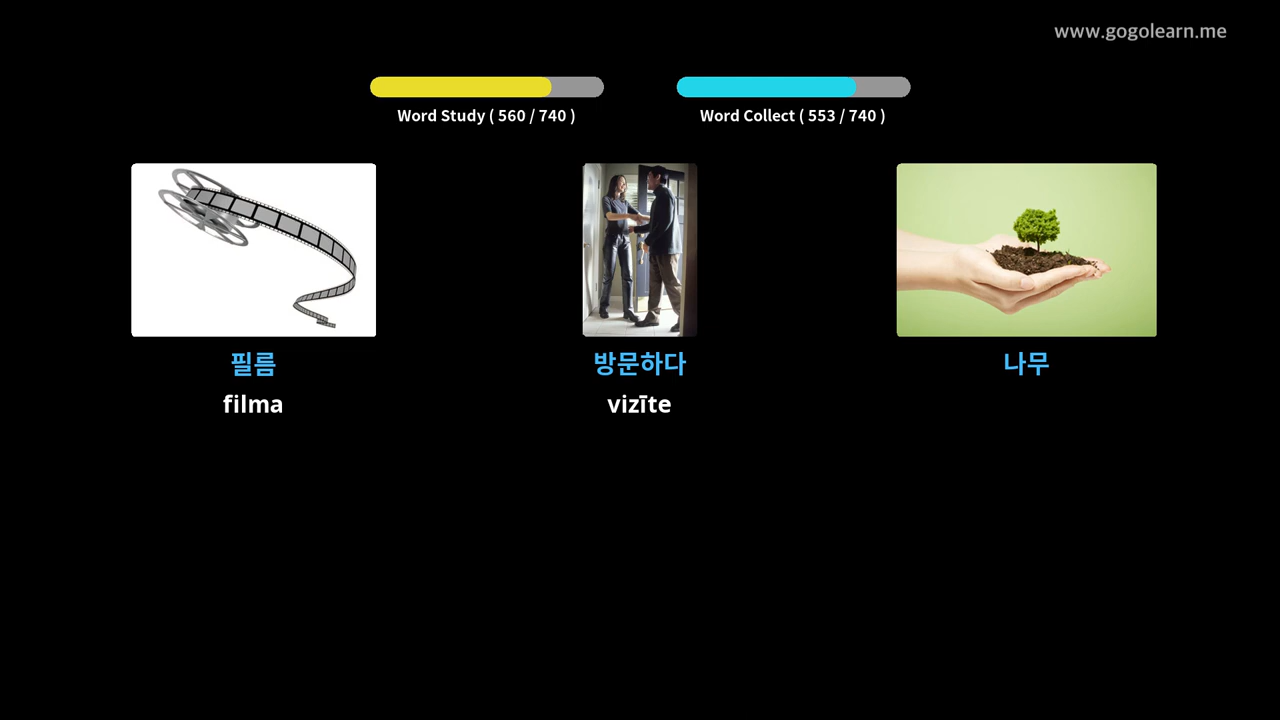 www.gogolearn.me
Word Study ( 560 / 740 )
Word Collect ( 553 / 740 )
필름
방문하다
나무
filma
vizīte